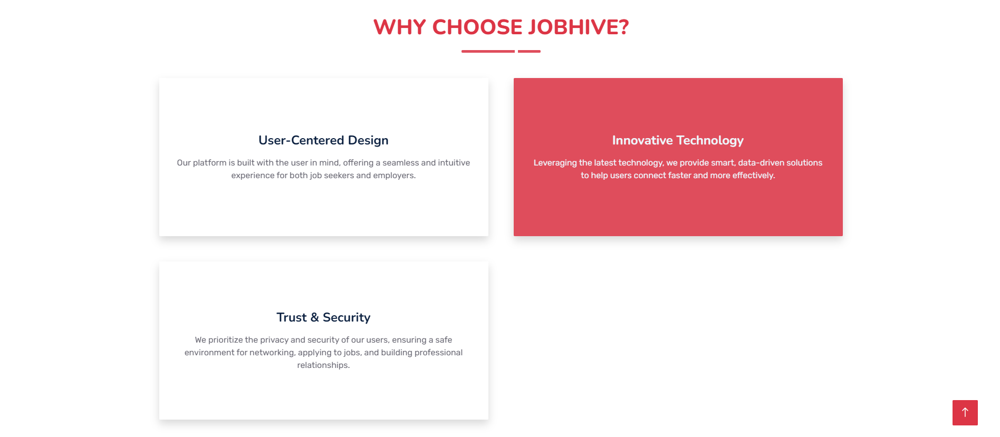 WHY CHOOSE JOBHIVE?
User-Centered Design
Our platform is built with the user in mind, offering a seamless and intuitive
experience for both job seekers and employers.
Innovative Technology
Leveraging the latest technology, we provide smart, data-driven solutions
to help users connect faster and more effectively.
Trust & Security
We prioritize the privacy and security of our users, ensuring a safe
environment for networking, applying to jobs, and building professional
relationships.